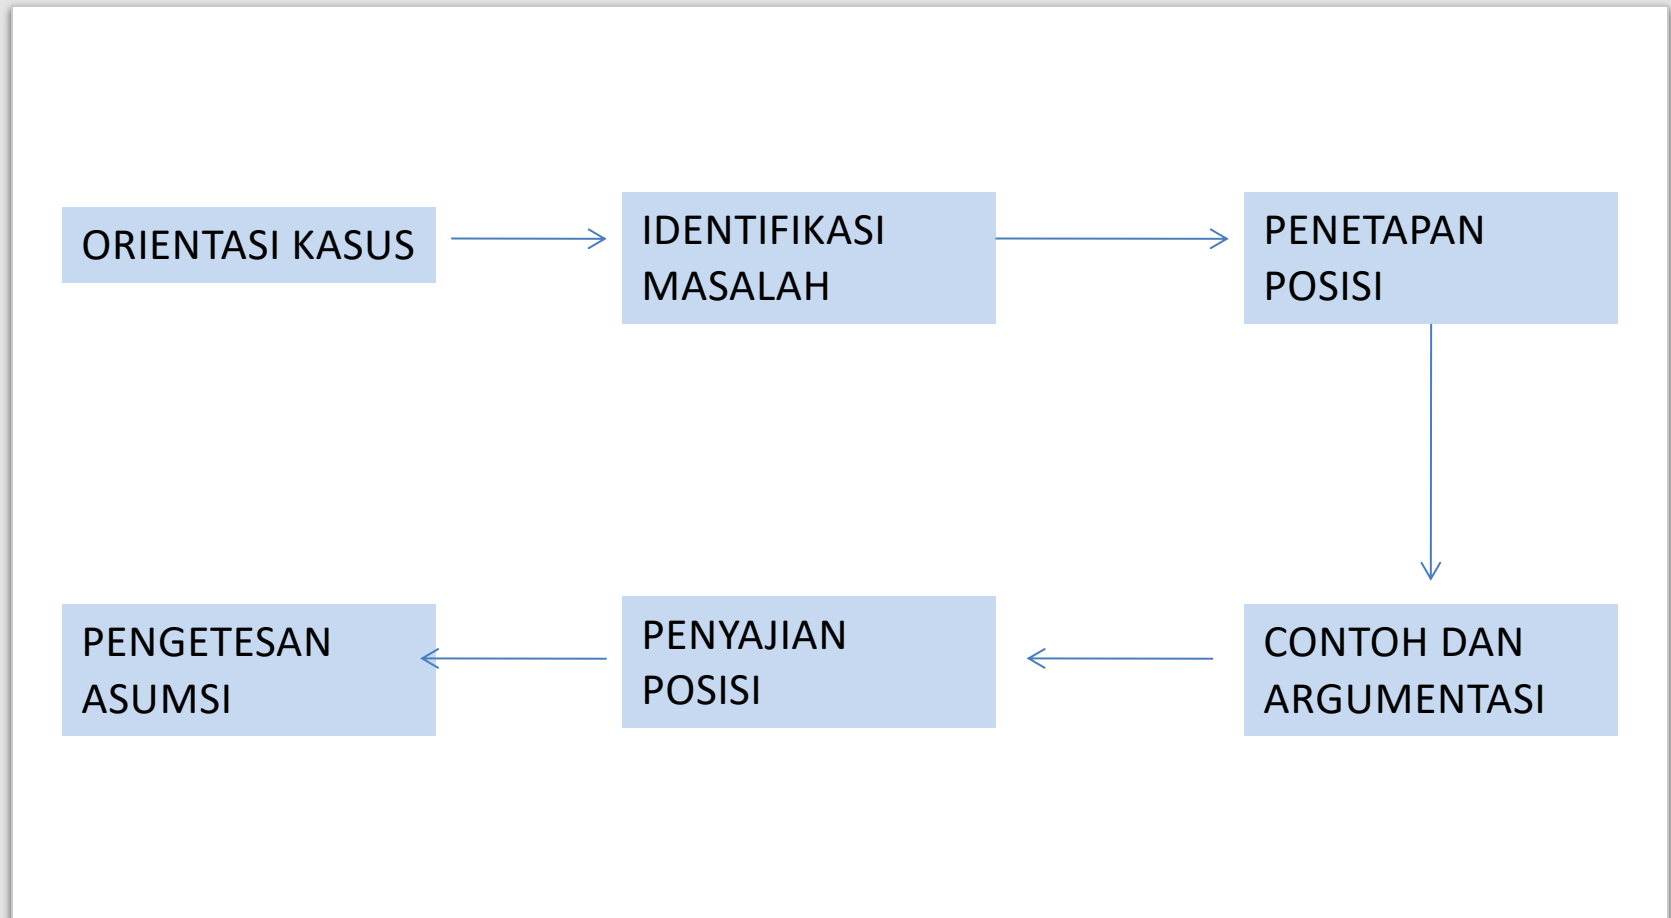 ORIENTASI KASUS
IDENTIFIKASI
MASALAH
PENETAPAN
POSISI
CONTOH DAN
ARGUMENTASI
PENYAJIAN
POSISI
PENGETESAN
ASUMSI